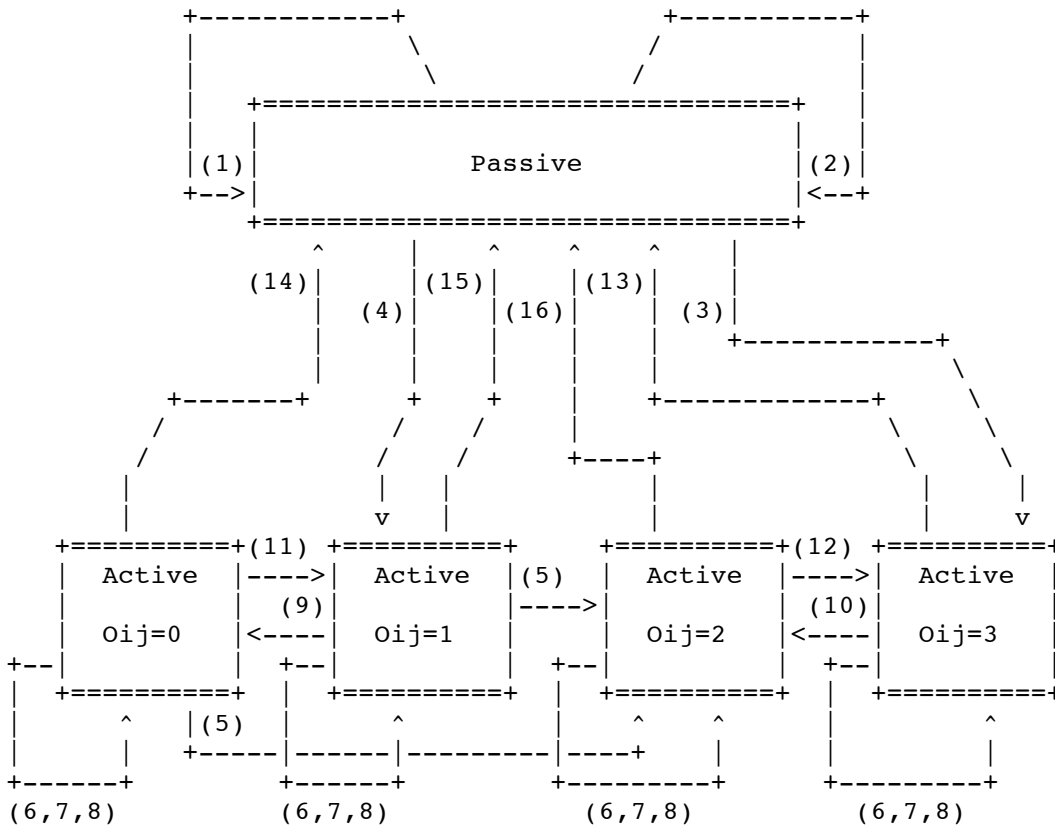 (1) Passive (2)
(14) (15) (13)
(4) (16) (3)
(11) (12)
Active Active (5) Active Active
(9) (10)
Oij=0 Oij=1 Oij=2 Oij=3
(5)
(6,7,8) (6,7,8) (6,7,8) (6,7,8)